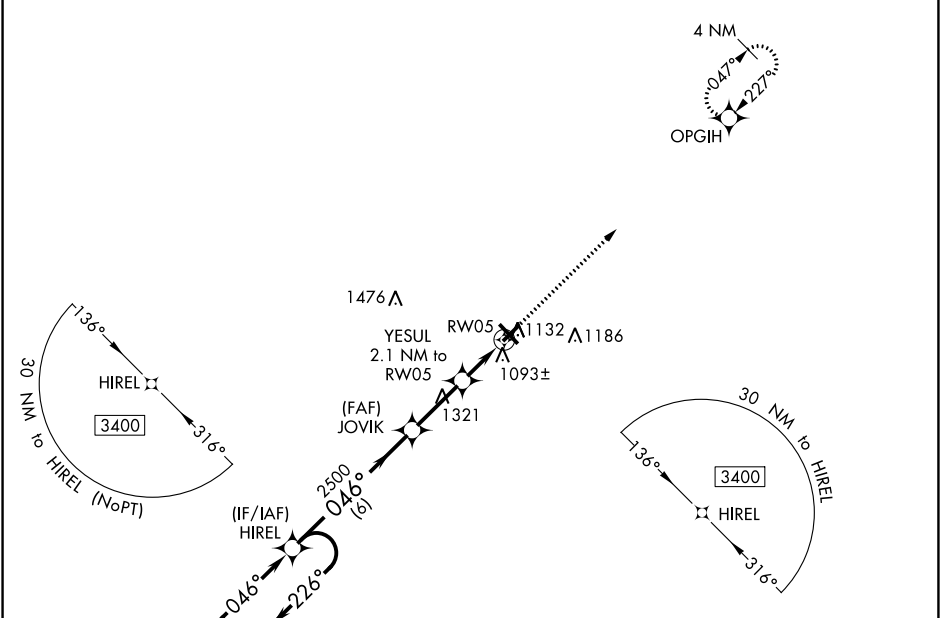 4 NM
047°
227°
OPGIH
1476
RW05
1132
1186
YESUL
2.1 NM to
RW05
1093±
1321
(FAF)
JOVIK
136°
HIREL
3400
316°
30 NM to HIREL (NoPT)
2500
046°
(6)
(IF/IAF)
HIREL
046°
226°
30 NM to HIREL
136°
3400
HIREL
316°